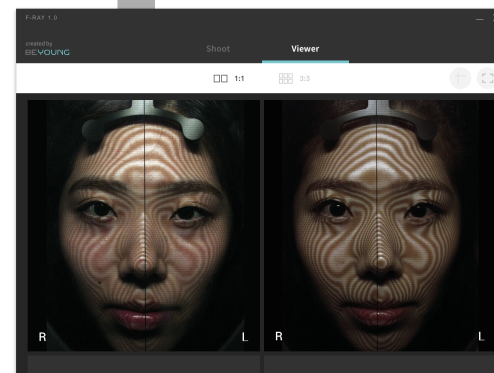 F-RAY 1.0
created by
BEYOUNG
Shoot
Viewer
1:1
3:3
R
L
R
L